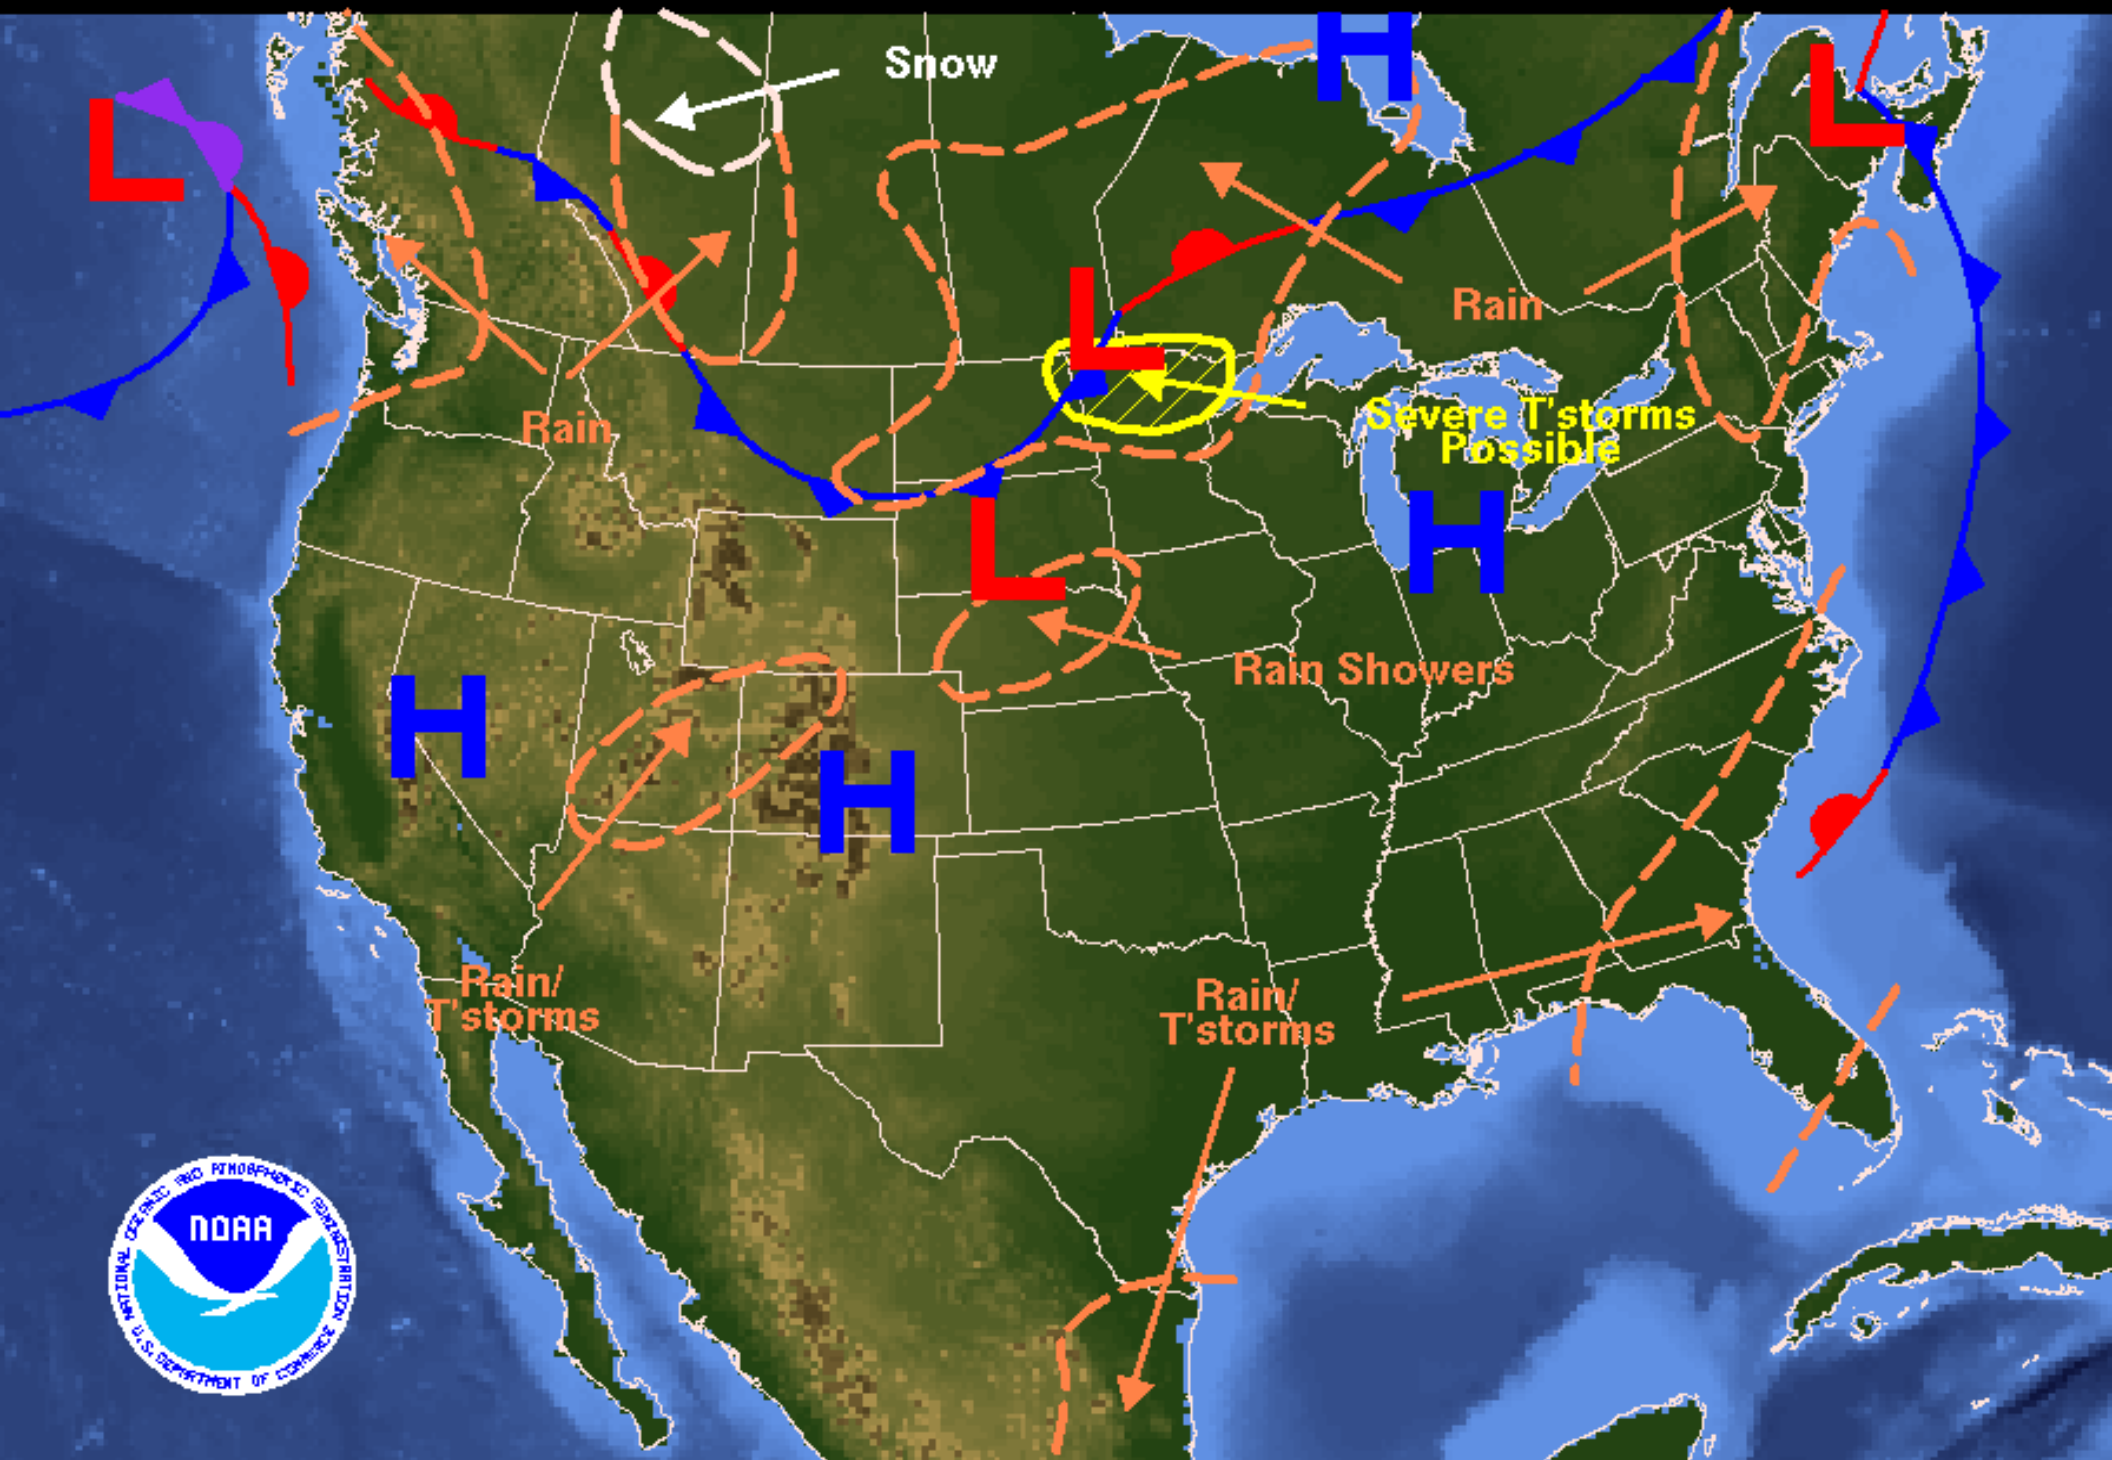 Snow
H
L
L
Rain
L
Severe T'storms
Possible
Rain
H
L
Rain Showers
H
H
Rain/
T'storms
Rain/
T'storms
NATIONAL OCEANIC AND ATMOSPHERIC ADMINISTRATION
NOAA
U.S. DEPARTMENT OF COMMERCE